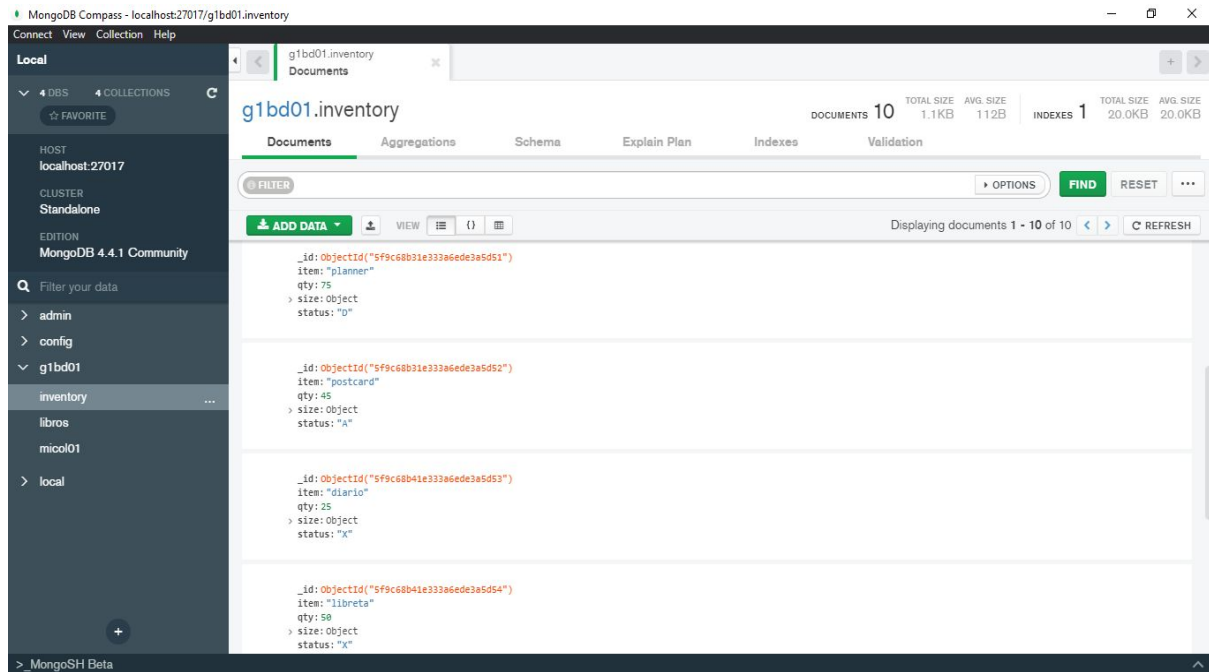 MongoDB Compass - localhost:27017/g1bd01.inventory
Connect View Collection Help
Local
4 DBS 4 COLLECTIONS
FAVORITE
HOST
localhost:27017
CLUSTER
Standalone
EDITION
MongoDB 4.4.1 Community
Filter your data
admin
config
g1bd01
inventory ...
libros
micol01
local
>_MongoSH Beta
g1bd01.inventory
Documents
g1bd01.inventory
DOCUMENTS 10 TOTAL SIZE 1.1KB AVG. SIZE 112B INDEXES 1 TOTAL SIZE 20.0KB AVG. SIZE 20.0KB
Documents Aggregations Schema Explain Plan Indexes Validation
FILTER OPTIONS FIND RESET ...
ADD DATA VIEW {} Displaying documents 1 - 10 of 10 < > REFRESH
_id: ObjectId("5f9c68b31e333a6ede3a5d51")
item: "planner"
qty: 75
> size: Object
status: "D"
_id: ObjectId("5f9c68b31e333a6ede3a5d52")
item: "postcard"
qty: 45
> size: Object
status: "A"
_id: ObjectId("5f9c68b41e333a6ede3a5d53")
item: "diario"
qty: 25
> size: Object
status: "X"
_id: ObjectId("5f9c68b41e333a6ede3a5d54")
item: "libreta"
qty: 50
> size: Object
status: "X"